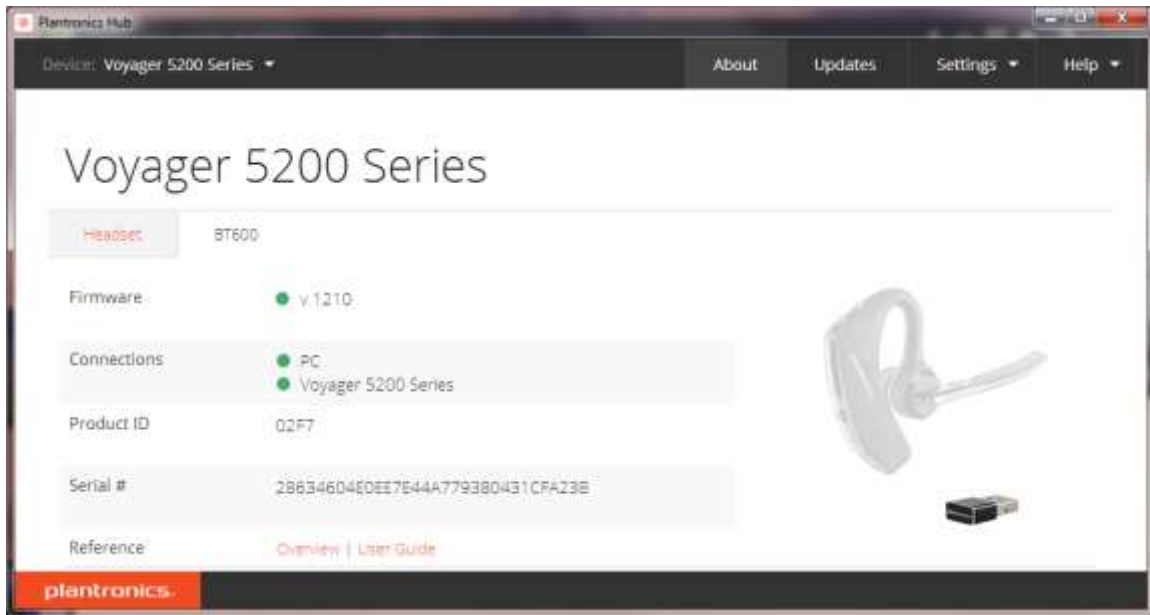 Plantronics Hub
Device: Voyager 5200 Series
About
Updates
Settings
Help
Voyager 5200 Series
Headset
BT600
Firmware
v.1210
Connections
PC
Voyager 5200 Series
Product ID
02F7
Serial #
28634604E0EE7E44A779380431CFA23B
Reference
Overview | User Guide
plantronics.